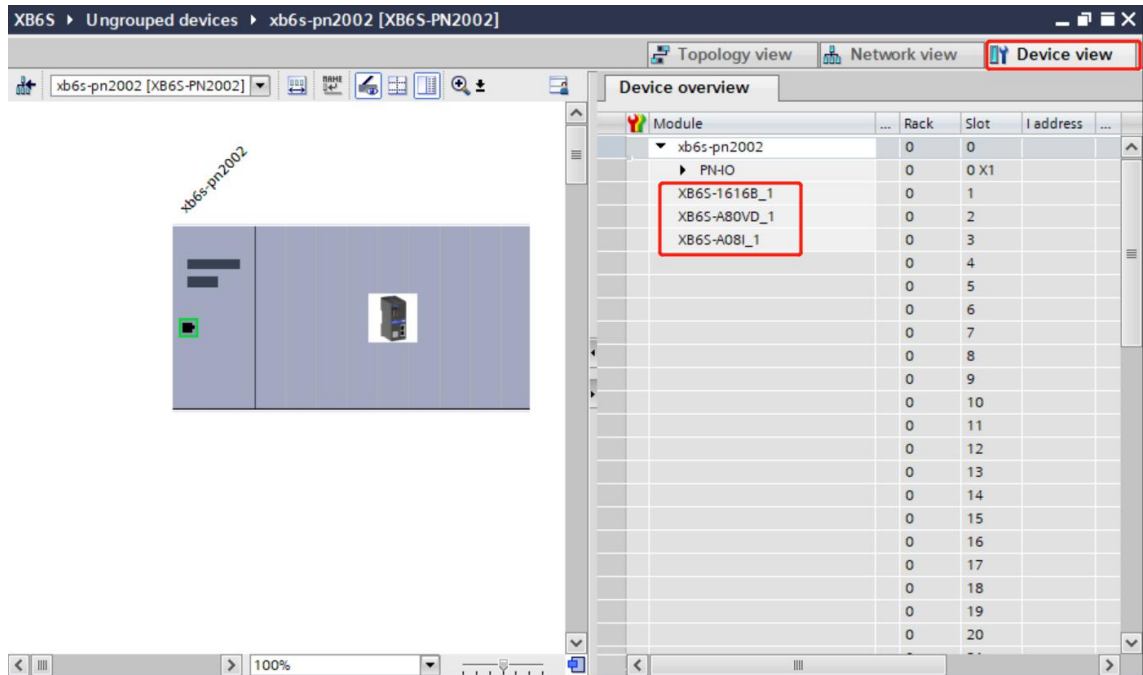 XB6S ▸ Ungrouped devices ▸ xb6s-pn2002 [XB6S-PN2002]
Topology view Network view Device view
xb6s-pn2002 [XB6S-PN2002]
Device overview
Module ... Rack Slot I address ...
xb6s-pn2002 0 0
PN-IO 0 0 X1
XB6S-1616B_1 0 1
XB6S-A80VD_1 0 2
XB6S-A08I_1 0 3
0 4
0 5
0 6
0 7
0 8
0 9
0 10
0 11
0 12
0 13
0 14
0 15
0 16
0 17
0 18
0 19
0 20
xb6s-pn2002
100%